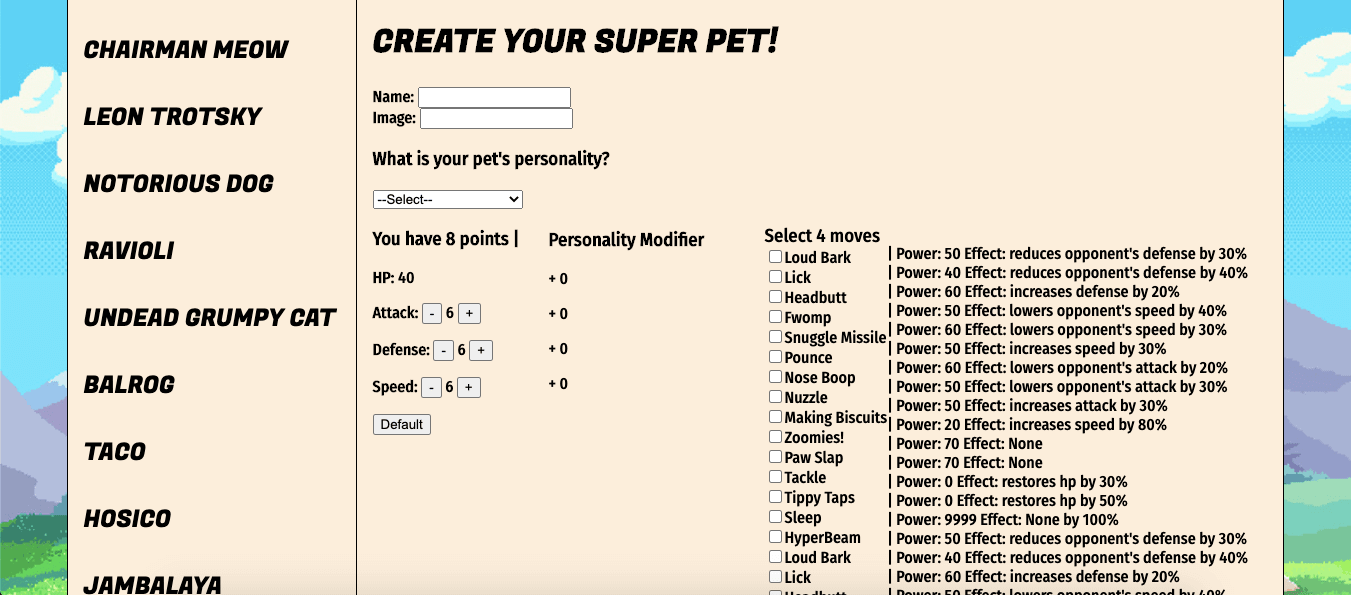 CHAIRMAN MEOW
LEON TROTSKY
NOTORIOUS DOG
RAVIOLI
UNDEAD GRUMPY CAT
BALROG
TACO
HOSICO
JAMBALAYA
CREATE YOUR SUPER PET!
Name:
Image:
What is your pet's personality?
--Select--
You have 8 points |
HP: 40
Attack: - 6 +
Defense: - 6 +
Speed: - 6 +
Default
Personality Modifier
+ 0
+ 0
+ 0
+ 0
Select 4 moves
Loud Bark
Lick
Headbutt
Fwomp
Snuggle Missile
Pounce
Nose Boop
Nuzzle
Making Biscuits
Zoomies!
Paw Slap
Tackle
Tippy Taps
Sleep
HyperBeam
Loud Bark
Lick
Headbutt
| Power: 50 Effect: reduces opponent's defense by 30%
| Power: 40 Effect: reduces opponent's defense by 40%
| Power: 60 Effect: increases defense by 20%
| Power: 50 Effect: lowers opponent's speed by 40%
| Power: 60 Effect: lowers opponent's speed by 30%
| Power: 50 Effect: increases speed by 30%
| Power: 60 Effect: lowers opponent's attack by 20%
| Power: 50 Effect: lowers opponent's attack by 30%
| Power: 50 Effect: increases attack by 30%
| Power: 20 Effect: increases speed by 80%
| Power: 70 Effect: None
| Power: 70 Effect: None
| Power: 0 Effect: restores hp by 30%
| Power: 0 Effect: restores hp by 50%
| Power: 9999 Effect: None by 100%
| Power: 50 Effect: reduces opponent's defense by 30%
| Power: 40 Effect: reduces opponent's defense by 40%
| Power: 60 Effect: increases defense by 20%
| Power: 50 Effect: lowers opponent's speed by 40%